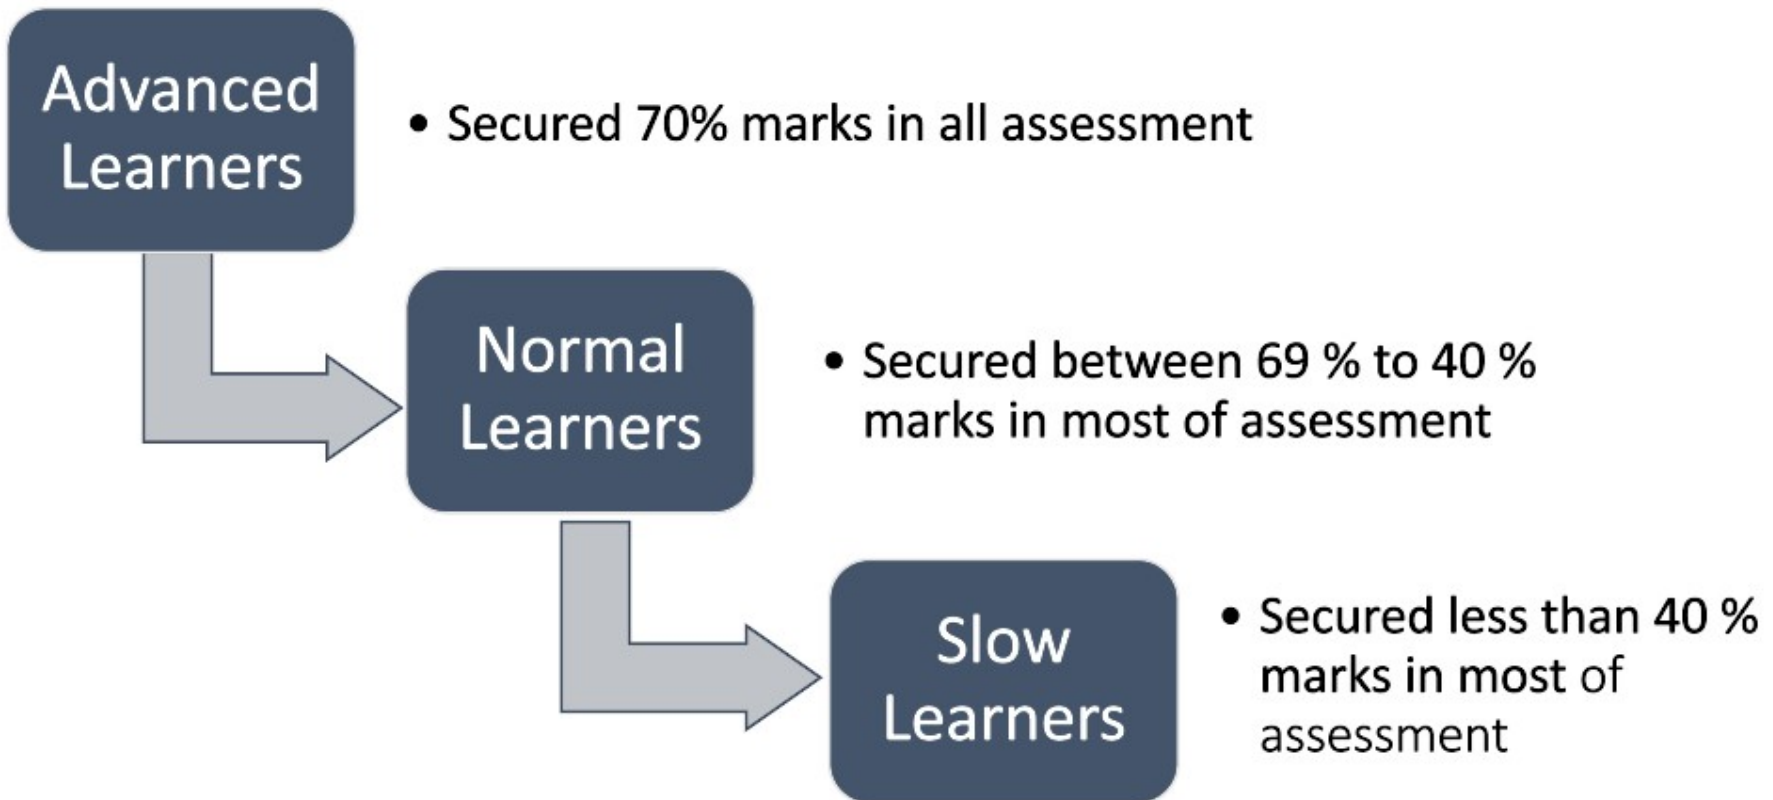 Advanced
Learners
• Secured 70% marks in all assessment
Normal
Learners
• Secured between 69 % to 40 %
marks in most of assessment
Slow
Learners
• Secured less than 40 %
marks in most of
assessment